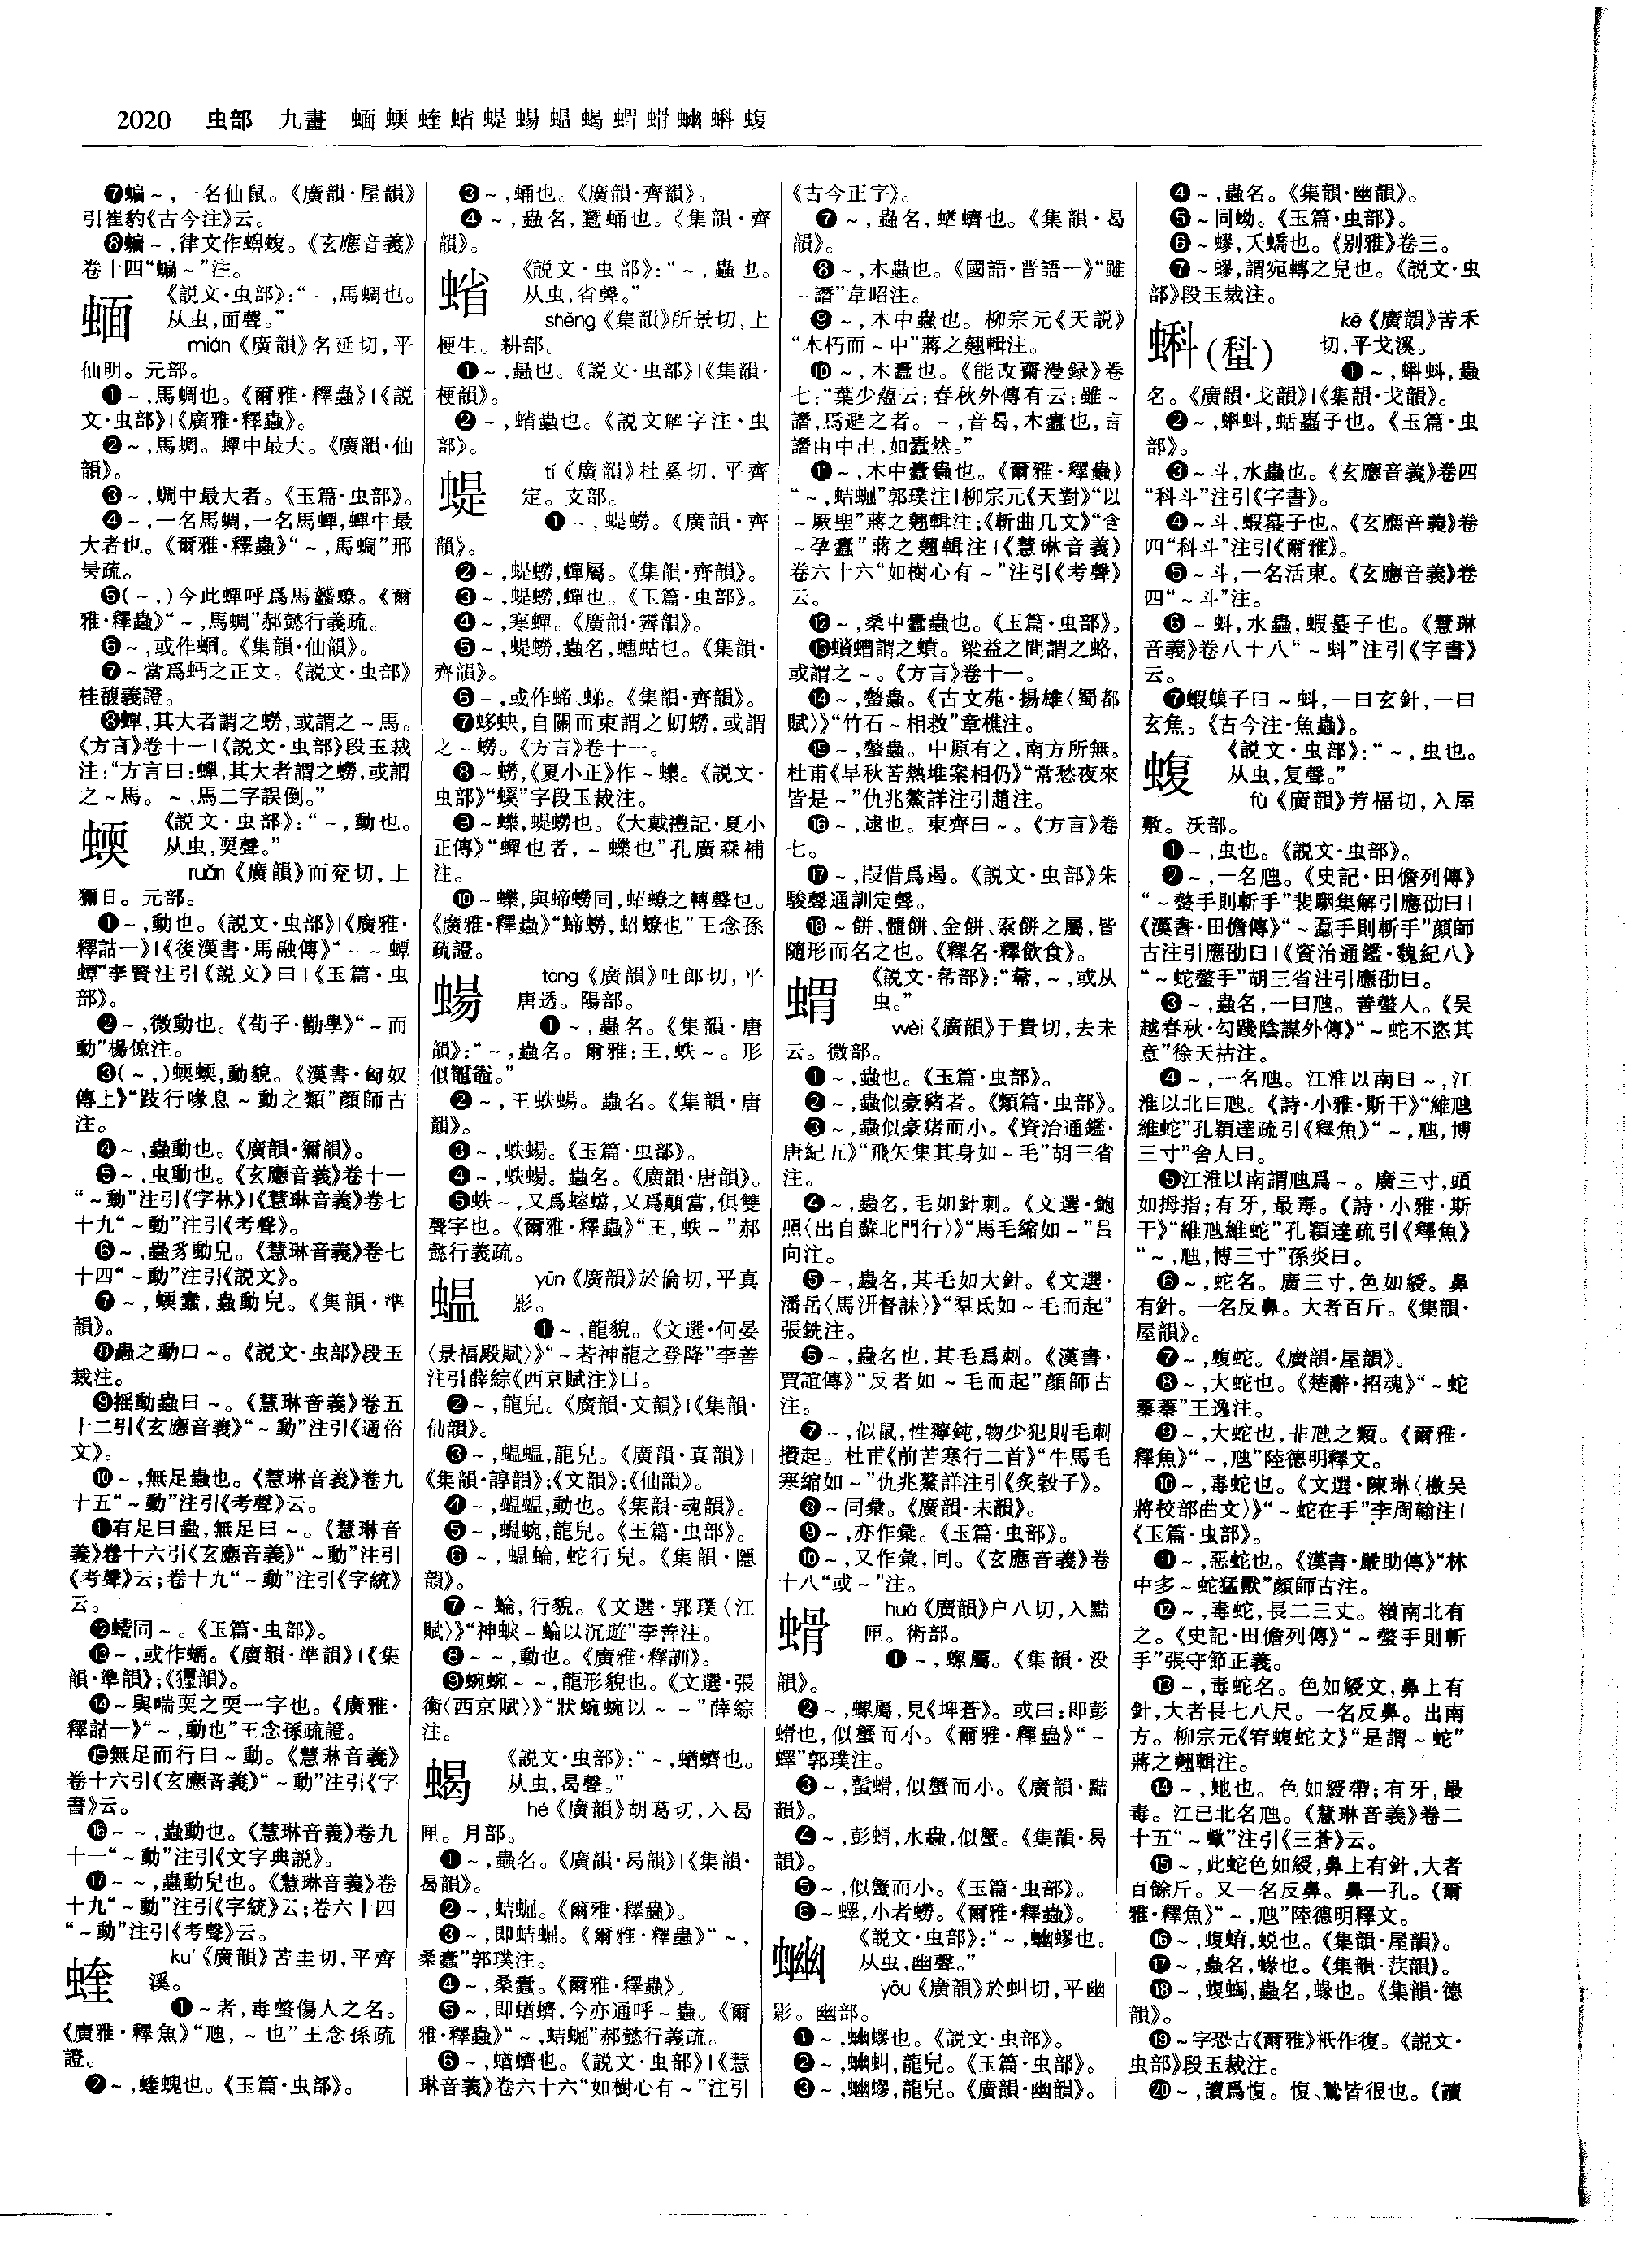 2020 虫部 九畫 蝒蝡蝰蛸蝭蝪蝹蝎蝟螖蟉蝌蝮
❼蝙～,一名仙鼠。《廣韻·屋韻》
引崔豹《古今注》云。
❽蝙～,律文作蜈蝮。《玄應音義》
卷十四“蝙～”注。
蝒
《説文·虫部》:“～,馬蜩也。
从虫,面聲。”
mián《廣韻》名延切,平
仙明。元部。
❶～,馬蜩也。《爾雅·釋蟲》|《説
文·虫部》|《廣雅·釋蟲》。
❷～,馬蜩。蟬中最大。《廣韻·仙
韻》。
❸～,蜩中最大者。《玉篇·虫部》。
❹～,一名馬蜩,一名馬蟬,蟬中最
大者也。《爾雅·釋蟲》“～,馬蜩”邢
昺疏。
❺(～,)今此蟬呼爲馬蠽蟟。《爾
雅·釋蟲》“～,馬蜩”郝懿行義疏。
❻～,或作蝒。《集韻·仙韻》。
❼～當爲蝒之正文。《説文·虫部》
桂馥義證。
❽蟬,其大者謂之蟧,或謂之～馬。
《方言》卷十一|《説文·虫部》段玉裁
注:“方言曰:蟬,其大者謂之蟧,或謂
之～馬。～、馬二字誤倒。”
蝡
《説文·虫部》:“～,動也。
从虫,耎聲。”
ruǎn《廣韻》而兖切,上
獮日。元部。
❶～,動也。《説文·虫部》|《廣雅·
釋詁一》|《後漢書·馬融傳》“～～蟫
蟫”李賢注引《説文》曰|《玉篇·虫
部》。
❷～,微動也。《荀子·勸學》“～而
動”楊倞注。
❸(～,)蝡蝡,動貌。《漢書·匈奴
傳上》“跂行喙息～動之類”顔師古
注。
❹～,蟲動也。《廣韻·獮韻》。
❺～,虫動也。《玄應音義》卷十一
“～動”注引《字林》|《慧琳音義》卷七
十九“～動”注引《考聲》。
❻～,蟲豸動皃。《慧琳音義》卷七
十四“～動”注引《説文》。
❼～,蝡蠢,蟲動皃。《集韻·準
韻》。
❽蟲之動曰～。《説文·虫部》段玉
裁注。
❾摇動蟲曰～。《慧琳音義》卷五
十二引《玄應音義》“～動”注引《通俗
文》。
❿～,無足蟲也。《慧琳音義》卷九
十五“～動”注引《考聲》云。
⓫有足曰蟲,無足曰～。《慧琳音
義》卷十六引《玄應音義》“～動”注引
《考聲》云;卷十九“～動”注引《字統》
云。
⓬蝡同～。《玉篇·虫部》。
⓭～,或作蠕。《廣韻·準韻》|《集
韻·準韻》;《獮韻》。
⓮～與喘耎之耎一字也。《廣雅·
釋詁一》“～,動也”王念孫疏證。
⓯無足而行曰～動。《慧琳音義》
卷十六引《玄應音義》“～動”注引《字
書》云。
⓰～～,蟲動也。《慧琳音義》卷九
十一“～動”注引《文字典説》。
⓱～～,蟲動皃也。《慧琳音義》卷
十九“～動”注引《字統》云;卷六十四
“～動”注引《考聲》云。
蝰
kuí《廣韻》苦圭切,平齊
溪。
❶～者,毒螫傷人之名。
《廣雅·釋魚》“虺,～也”王念孫疏
證。
❷～,蝰螝也。《玉篇·虫部》。
❸～,蛹也。《廣韻·齊韻》。
❹～,蟲名,蠶蛹也。《集韻·齊
韻》。
《説文·虫部》:“～,蟲也。
从虫,省聲。”
shěng《集韻》所景切,上
梗生。耕部。
❶～,蟲也。《説文·虫部》|《集韻·
梗韻》。
❷～,蛸蟲也。《説文解字注·虫
部》。
蝭
tí《廣韻》杜奚切,平齊
定。支部。
❶～,蝭蟧。《廣韻·齊
韻》。
❷～,蝭蟧,蟬屬。《集韻·齊韻》。
❸～,蝭蟧,蟬也。《玉篇·虫部》。
❹～,寒蟬。《廣韻·霽韻》。
❺～,蝭蟧,蟲名,蟪蛄也。《集韻·
齊韻》。
❻～,或作蝷、蛦。《集韻·齊韻》。
❼蛥蚗,自關而東謂之虭蟧,或謂
之～蟧。《方言》卷十一。
❽～蟧,《夏小正》作～蠑。《説文·
虫部》“螇”字段玉裁注。
❾～蠑,蝭蟧也。《大戴禮記·夏小
正傳》“蟬也者,～蠑也”孔廣森補
注。
❿～蠑,與蝷蟧同,蛁蟟之轉聲也。
《廣雅·釋蟲》“蝷蟧,蛁蟟也”王念孫
疏證。
蝪
tāng《廣韻》吐郎切,平
唐透。陽部。
❶～,蟲名。《集韻·唐
韻》:“～,蟲名。爾雅:王,蛈～。形
似鼅鼄。”
❷～,王蛈蝪。蟲名。《集韻·唐
韻》。
❸～,蛈蝪。《玉篇·虫部》。
❹～,蛈蝪。蟲名。《廣韻·唐韻》。
❺蛈～,又爲螲蟷,又爲顛當,俱雙
聲字也。《爾雅·釋蟲》“王,蛈～”郝
懿行義疏。
蝹
yūn《廣韻》於倫切,平真
影。
❶～,龍貌。《文選·何晏
〈景福殿賦〉》“～若神龍之登降”李善
注引薛綜《西京賦注》曰。
❷～,龍皃。《廣韻·文韻》|《集韻·
仙韻》。
❸～,蝹蝹,龍皃。《廣韻·真韻》|
《集韻·諄韻》;《文韻》;《仙韻》。
❹～,蝹蝹,動也。《集韻·魂韻》。
❺～,蝹蜿,龍皃。《玉篇·虫部》。
❻～,蝹蜦,蛇行皃。《集韻·隱
韻》。
❼～蜦,行貌。《文選·郭璞〈江
賦〉》“神蜧～蜦以沉遊”李善注。
❽～～,動也。《廣雅·釋訓》。
❾蜿蜿～～,龍形貌也。《文選·張
衡〈西京賦〉》“狀蜿蜿以～～”薛綜
注。
蝎
《説文·虫部》:“～,蝤蠐也。
从虫,曷聲。”
hé《廣韻》胡葛切,入曷
匣。月部。
❶～,蟲名。《廣韻·曷韻》|《集韻·
曷韻》。
❷～,蛣𧌑。《爾雅·釋蟲》。
❸～,即蛣𧌑。《爾雅·釋蟲》“～,
桑蠹”郭璞注。
❹～,桑蠹。《爾雅·釋蟲》。
❺～,即蝤蠐,今亦通呼～蟲。《爾
雅·釋蟲》“～,蛣𧌑”郝懿行義疏。
❻～,蝤蠐也。《説文·虫部》|《慧
琳音義》卷六十六“如樹心有～”注引
《古今正字》。
❼～,蟲名,蝤蠐也。《集韻·曷
韻》。
❽～,木蟲也。《國語·晋語一》“雖
～譖”韋昭注。
❾～,木中蟲也。柳宗元《天説》
“木朽而～中”蔣之翹輯注。
❿～,木蠹也。《能改齋漫録》卷
七:“葉少藴云:春秋外傳有云:雖～
譖,焉避之者。～,音曷,木蠹也,言
譖由中出,如蠹然。”
⓫～,木中蠹蟲也。《爾雅·釋蟲》
“～,蛣𧌑”郭璞注|柳宗元《天對》“以
～厥聖”蔣之翹輯注;《斬曲几文》“含
～孕蠹”蔣之翹輯注|《慧琳音義》
卷六十六“如樹心有～”注引《考聲》
云。
⓬～,桑中蠹蟲也。《玉篇·虫部》。
⓭蠀螬謂之蟦。梁益之間謂之蛒,
或謂之～。《方言》卷十一。
⓮～,螫蟲。《古文苑·揚雄〈蜀都
賦〉》“竹石～相救”章樵注。
⓯～,螫蟲。中原有之,南方所無。
杜甫《早秋苦熱堆案相仍》“常愁夜來
皆是～”仇兆鰲詳注引趙注。
⓰～,逮也。東齊曰～。《方言》卷
七。
⓱～,叚借爲遏。《説文·虫部》朱
駿聲通訓定聲。
⓲～餅、髓餅、金餅、索餅之屬,皆
隨形而名之也。《釋名·釋飲食》。
蝟
《説文·㣇部》:“𧑐,～,或从
虫。”
wèi《廣韻》于貴切,去未
云。微部。
❶～,蟲也。《玉篇·虫部》。
❷～,蟲似豪豬者。《類篇·虫部》。
❸～,蟲似豪猪而小。《資治通鑑·
唐紀五》“飛矢集其身如～毛”胡三省
注。
❹～,蟲名,毛如針刺。《文選·鮑
照〈出自蘇北門行〉》“馬毛縮如～”吕
向注。
❺～,蟲名,其毛如大針。《文選·
潘岳〈馬汧督誄〉》“羣氐如～毛而起”
張銑注。
❻～,蟲名也,其毛爲刺。《漢書·
賈誼傳》“反者如～毛而起”顔師古
注。
❼～,似鼠,性獰鈍,物少犯則毛刺
攢起。杜甫《前苦寒行二首》“牛馬毛
寒縮如～”仇兆鰲詳注引《炙轂子》。
❽～同彙。《廣韻·未韻》。
❾～,亦作彙。《玉篇·虫部》。
❿～,又作彙,同。《玄應音義》卷
十八“或～”注。
螖
huá《廣韻》户八切,入黠
匣。術部。
❶～,螺屬。《集韻·没
韻》。
❷～,螺屬,見《埤蒼》。或曰:即彭
螖也,似蟹而小。《爾雅·釋蟲》“～
蠌”郭璞注。
❸～,蟚螖,似蟹而小。《廣韻·黠
韻》。
❹～,彭螖,水蟲,似蟹。《集韻·曷
韻》。
❺～,似蟹而小。《玉篇·虫部》。
❻～蠌,小者蟧。《爾雅·釋蟲》。
《説文·虫部》:“～,蟉也。
从虫,幽聲。”
yōu《廣韻》於虯切,平幽
影。幽部。
❶～,蟉也。《説文·虫部》。
❷～,虯,龍皃。《玉篇·虫部》。
❸～,蟉,龍皃。《廣韻·幽韻》。
❹～,蟲名。《集韻·幽韻》。
❺～同蚴。《玉篇·虫部》。
❻～蟉,夭蟜也。《别雅》卷三。
❼～蟉,謂宛轉之皃也。《説文·虫
部》段玉裁注。
蝌(𧋍)
kē《廣韻》苦禾
切,平戈溪。
❶～,蝌蚪,蟲
名。《廣韻·戈韻》|《集韻·戈韻》。
❷～,蝌蚪,蛞蟇子也。《玉篇·虫
部》。
❸～斗,水蟲也。《玄應音義》卷四
“科斗”注引《字書》。
❹～斗,蝦蟇子也。《玄應音義》卷
四“科斗”注引《爾雅》。
❺～斗,一名活東。《玄應音義》卷
四“～斗”注。
❻～蚪,水蟲,蝦蟇子也。《慧琳
音義》卷八十八“～蚪”注引《字書》
云。
❼蝦蟆子曰～蚪,一曰玄針,一曰
玄魚。《古今注·魚蟲》。
蝮
《説文·虫部》:“～,虫也。
从虫,复聲。”
fù《廣韻》芳福切,入屋
敷。沃部。
❶～,虫也。《説文·虫部》。
❷～,一名虺。《史記·田儋列傳》
“～螫手則斬手”裴駰集解引應劭曰|
《漢書·田儋傳》“～蠚手則斬手”顔師
古注引應劭曰|《資治通鑑·魏紀八》
“～蛇螫手”胡三省注引應劭曰。
❸～,蟲名,一曰虺。善螫人。《吴
越春秋·勾踐陰謀外傳》“～蛇不恣其
意”徐天祜注。
❹～,一名虺。江淮以南曰～,江
淮以北曰虺。《詩·小雅·斯干》“維虺
維蛇”孔穎達疏引《釋魚》“～,虺,博
三寸”舍人曰。
❺江淮以南謂虺爲～。廣三寸,頭
如拇指;有牙,最毒。《詩·小雅·斯
干》“維虺維蛇”孔穎達疏引《釋魚》
“～,虺,博三寸”孫炎曰。
❻～,蛇名。廣三寸,色如綬。鼻
有針。一名反鼻。大者百斤。《集韻·
屋韻》。
❼～,蝮蛇。《廣韻·屋韻》。
❽～,大蛇也。《楚辭·招魂》“～蛇
蓁蓁”王逸注。
❾～,大蛇也,非虺之類。《爾雅·
釋魚》“～,虺”陸德明釋文。
❿～,毒蛇也。《文選·陳琳〈檄吴
將校部曲文〉》“～蛇在手”李周翰注|
《玉篇·虫部》。
⓫～,惡蛇也。《漢書·嚴助傳》“林
中多～蛇猛獸”顔師古注。
⓬～,毒蛇,長二三丈。嶺南北有
之。《史記·田儋列傳》“～螫手則斬
手”張守節正義。
⓭～,毒蛇名。色如綬文,鼻上有
針,大者長七八尺。一名反鼻。出南
方。柳宗元《宥蝮蛇文》“是謂～蛇”
蔣之翹輯注。
⓮～,虵也。色如綬帶;有牙,最
毒。江已北名虺。《慧琳音義》卷二
十五“～蠍”注引《三蒼》云。
⓯～,此蛇色如綬,鼻上有針,大者
百餘斤。又一名反鼻。鼻一孔。《爾
雅·釋魚》“～,虺”陸德明釋文。
⓰～,蝮蜟,蜕也。《集韻·屋韻》。
⓱～,蟲名,蝝也。《集韻·䇿韻》。
⓲～,蝮蜪,蟲名,蝝也。《集韻·德
韻》。
⓳～字恐古《爾雅》衹作復。《説文·
虫部》段玉裁注。
⓴～,讀爲愎。愎、鷙皆很也。《讀